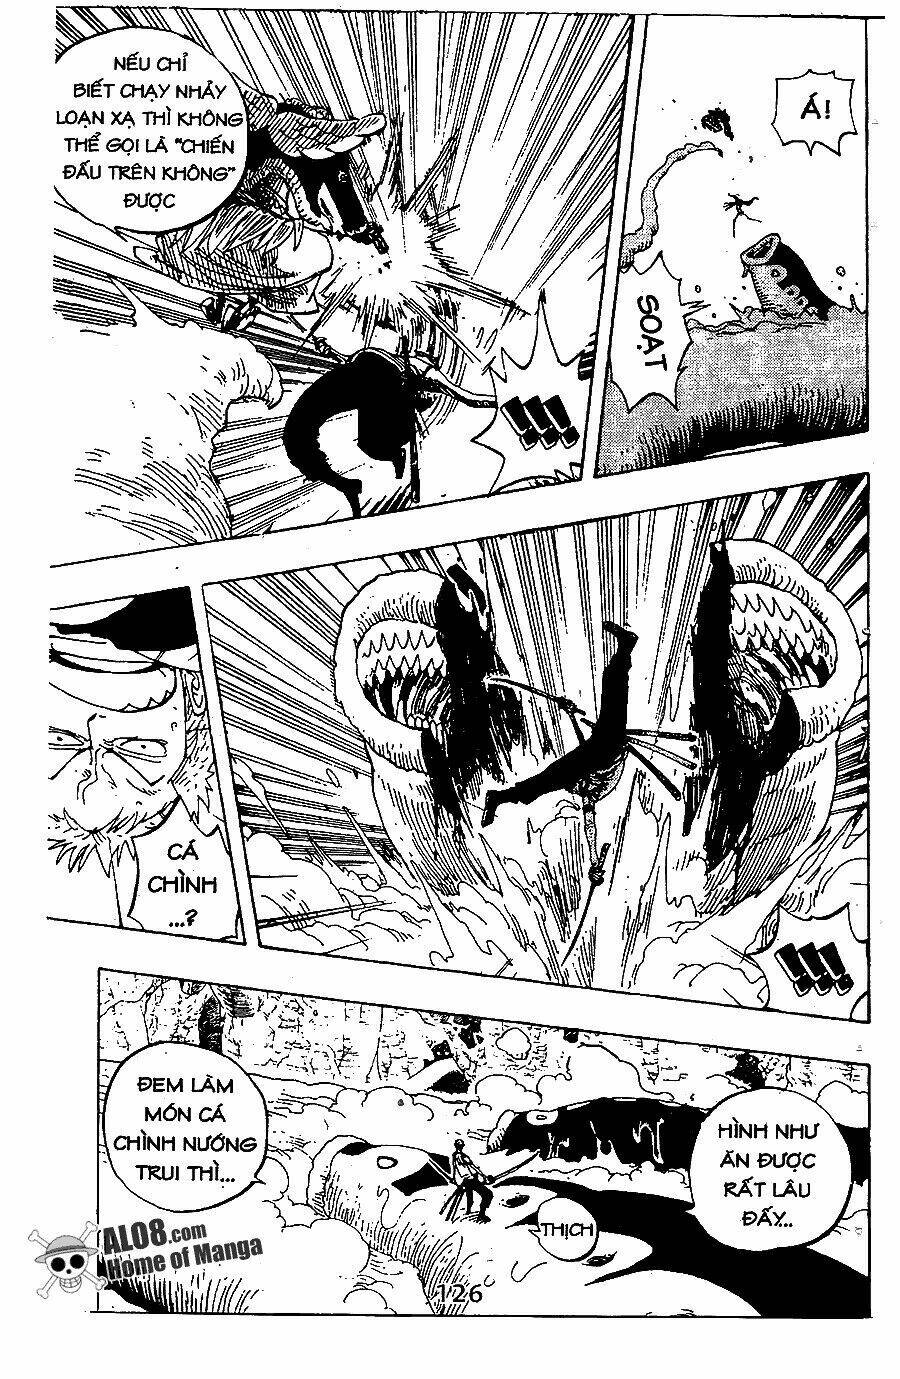 Á!
SOẠT
NẾU CHỈ
BIẾT CHẠY NHẢY
LOẠN XẠ THÌ KHÔNG
THỂ GỌI LÀ "CHIẾN
ĐẤU TRÊN KHÔNG"
ĐƯỢC
!!!
!!!
CÁ
CHÌNH
...?
HÌNH NHƯ
ĂN ĐƯỢC
RẤT LÂU
ĐẤY...
THỊCH
ĐEM LÀM
MÓN CÁ
CHÌNH NƯỚNG
TRUI THÌ...
AL08.com
Home of Manga
126